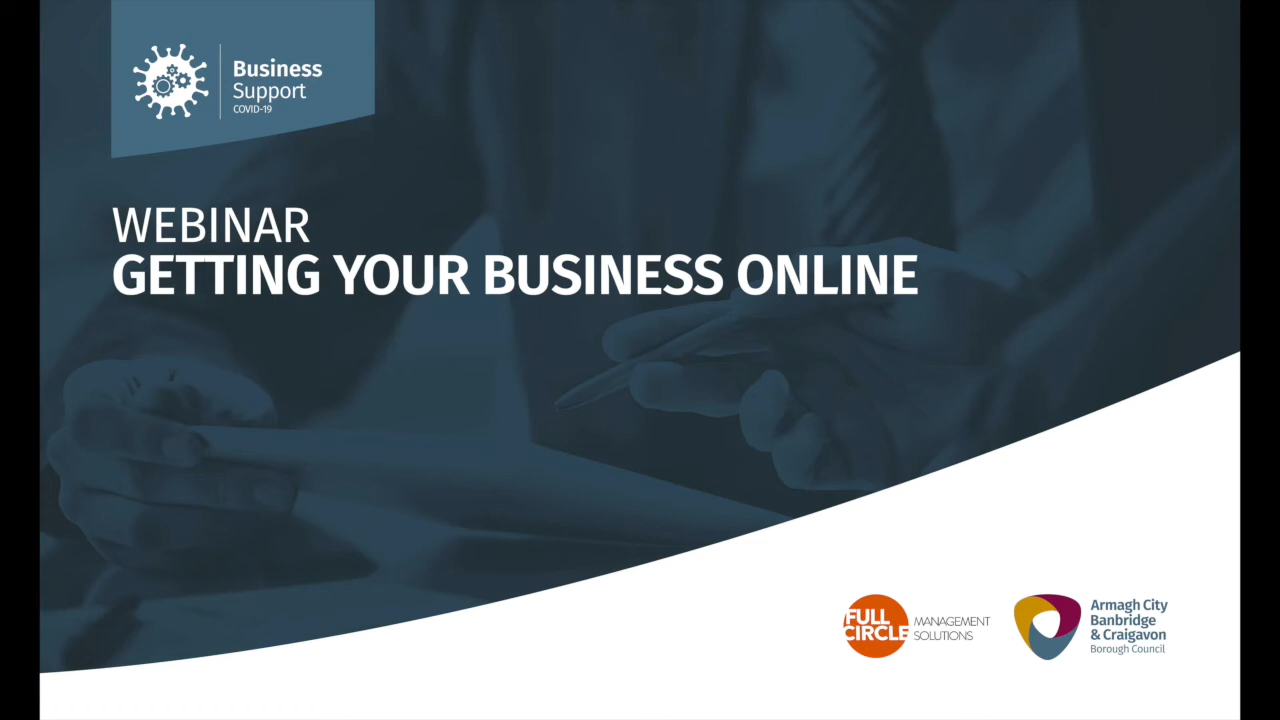 Business
Support
COVID-19
WEBINAR
GETTING YOUR BUSINESS ONLINE
FULL
CIRCLE
MANAGEMENT
SOLUTIONS
Armagh City
Banbridge
& Craigavon
Borough Council